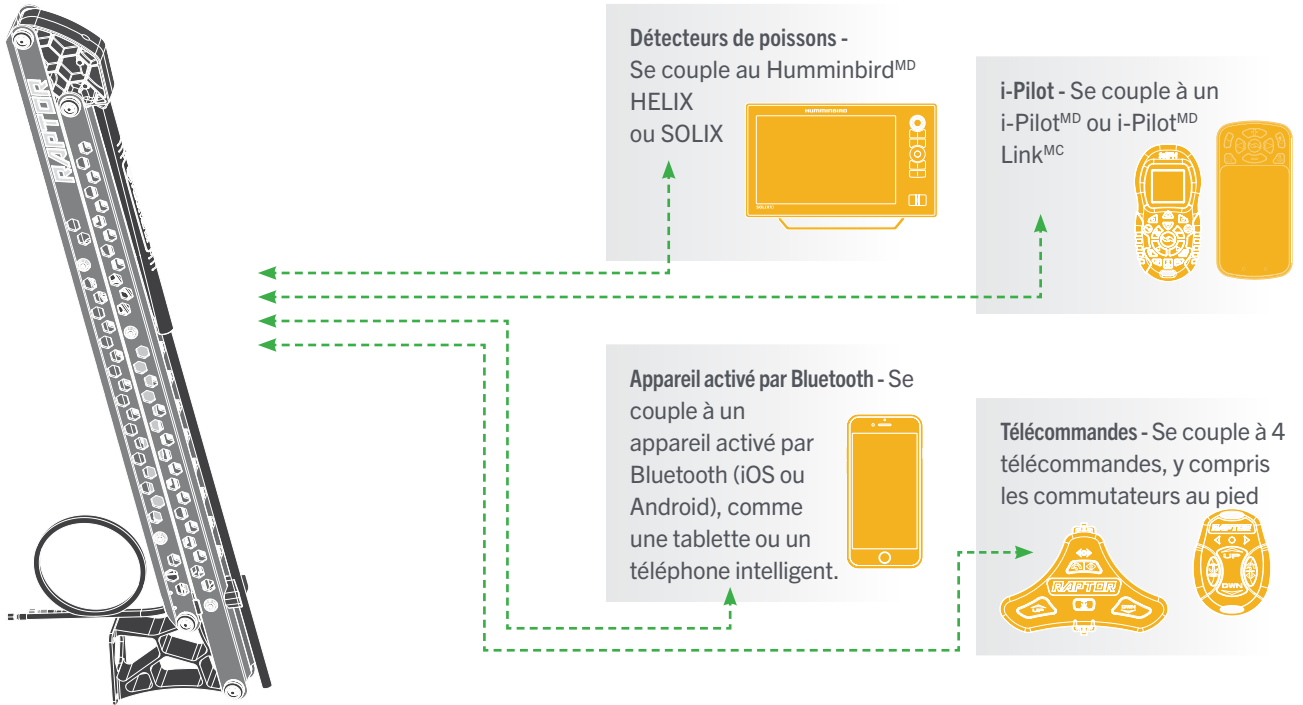 RAPTOR
Détecteurs de poissons -
Se couple au Humminbird^MD
HELIX
ou SOLIX
HUMMINBIRD
SOLIX
i-Pilot - Se couple à un
i-Pilot^MD ou i-Pilot^MD
Link^MC
Appareil activé par Bluetooth - Se
couple à un
appareil activé par
Bluetooth (iOS ou
Android), comme
une tablette ou un
téléphone intelligent.
Télécommandes - Se couple à 4
télécommandes, y compris
les commutateurs au pied
RAPTOR
RAPTOR
UP
DOWN